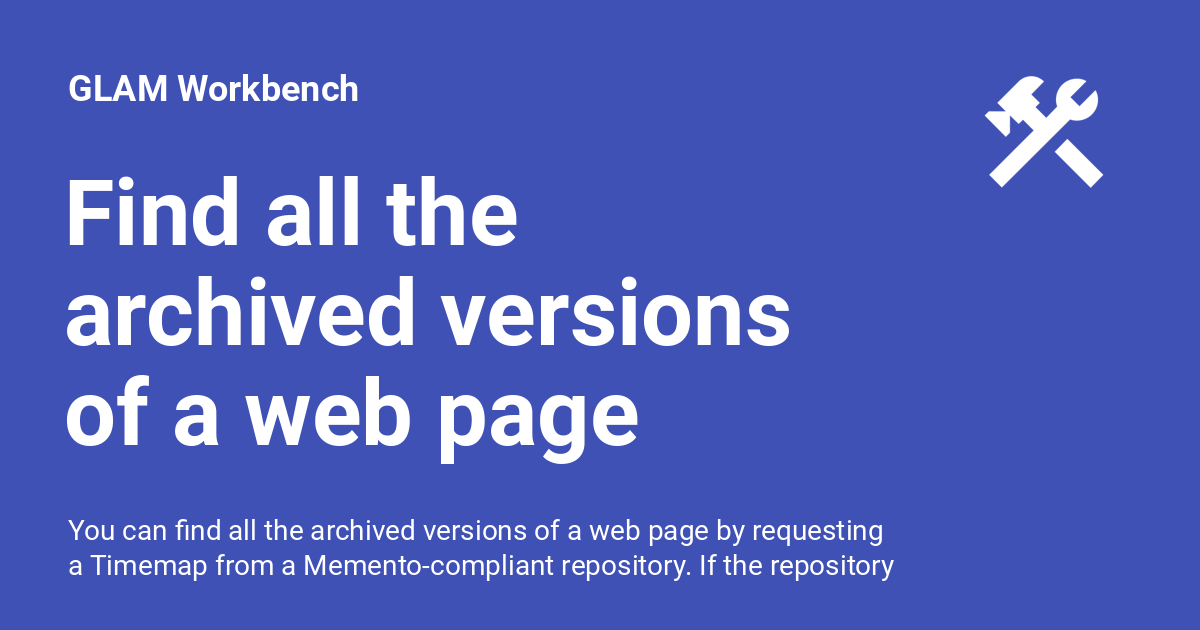 GLAM Workbench
Find all the
archived versions
of a web page
You can find all the archived versions of a web page by requesting
a Timemap from a Memento-compliant repository. If the repository